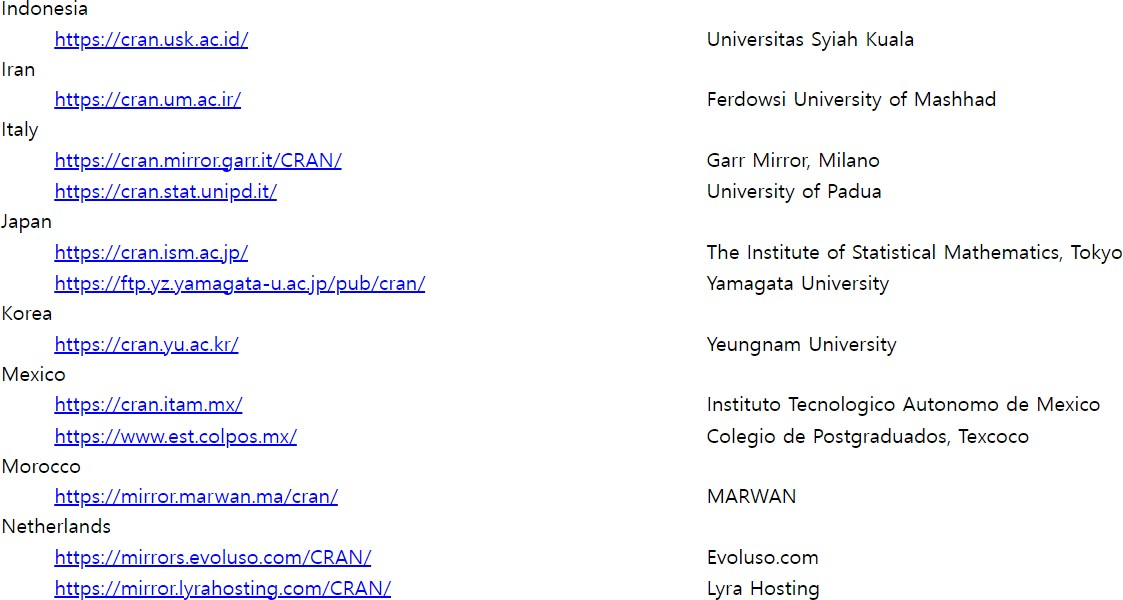 Indonesia
https://cran.usk.ac.id/ Universitas Syiah Kuala
Iran
https://cran.um.ac.ir/ Ferdowsi University of Mashhad
Italy
https://cran.mirror.garr.it/CRAN/ Garr Mirror, Milano
https://cran.stat.unipd.it/ University of Padua
Japan
https://cran.ism.ac.jp/ The Institute of Statistical Mathematics, Tokyo
https://ftp.yz.yamagata-u.ac.jp/pub/cran/ Yamagata University
Korea
https://cran.yu.ac.kr/ Yeungnam University
Mexico
https://cran.itam.mx/ Instituto Tecnologico Autonomo de Mexico
https://www.est.colpos.mx/ Colegio de Postgraduados, Texcoco
Morocco
https://mirror.marwan.ma/cran/ MARWAN
Netherlands
https://mirrors.evoluso.com/CRAN/ Evoluso.com
https://mirror.lyrahosting.com/CRAN/ Lyra Hosting